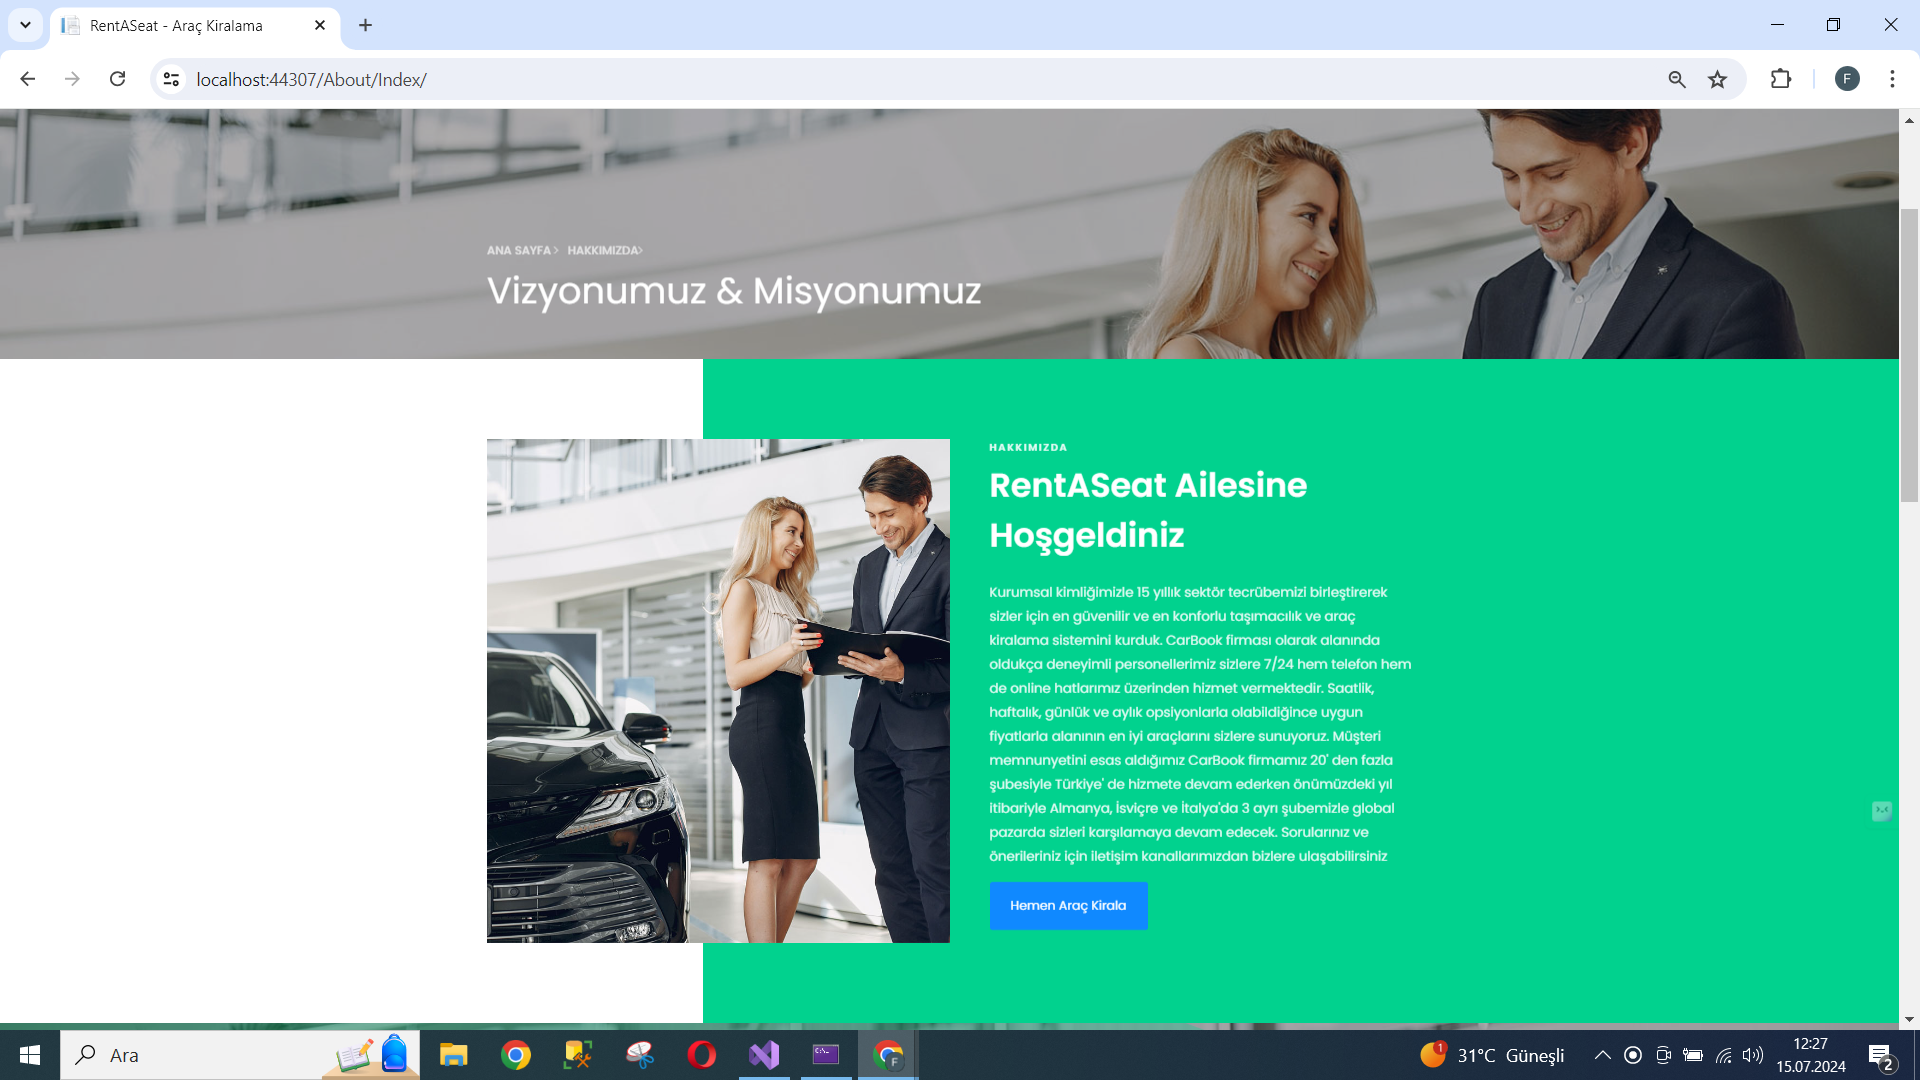 RentASeat - Araç Kiralama
localhost:44307/About/Index/
F
ANA SAYFA > HAKKIMIZDA>
Vizyonumuz & Misyonumuz
HAKKIMIZDA
RentASeat Ailesine
Hoşgeldiniz
Kurumsal kimliğimizle 15 yıllık sektör tecrübemizi birleştirerek
sizler için en güvenilir ve en konforlu taşımacılık ve araç
kiralama sistemini kurduk. CarBook firması olarak alanında
oldukça deneyimli personellerimiz sizlere 7/24 hem telefon hem
de online hatlarımız üzerinden hizmet vermektedir. Saatlik,
haftalık, günlük ve aylık opsiyonlarla olabildiğince uygun
fiyatlarla alanının en iyi araçlarını sizlere sunuyoruz. Müşteri
memnunyetini esas aldığımız CarBook firmamız 20' den fazla
şubesiyle Türkiye' de hizmete devam ederken önümüzdeki yıl
itibariyle Almanya, İsviçre ve İtalya'da 3 ayrı şubemizle global
pazarda sizleri karşılamaya devam edecek. Sorularınız ve
önerileriniz için iletişim kanallarımızdan bizlere ulaşabilirsiniz
Hemen Araç Kirala
Ara
F
1
31°C Güneşli
12:27
15.07.2024
2